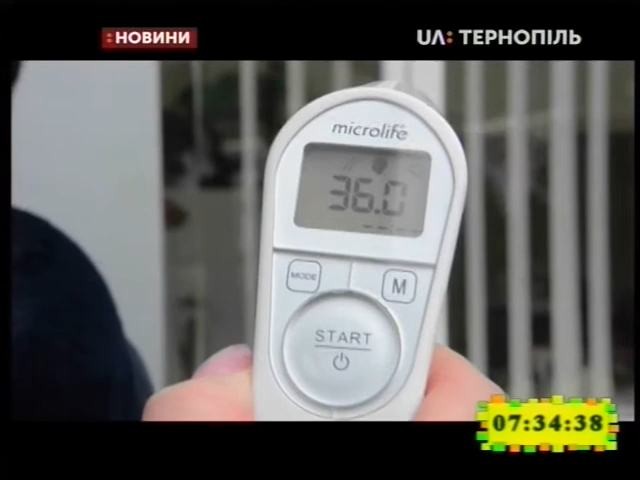 : НОВИНИ
UA: ТЕРНОПІЛЬ
microlife
36.0
MODE
M
START
07:34:38